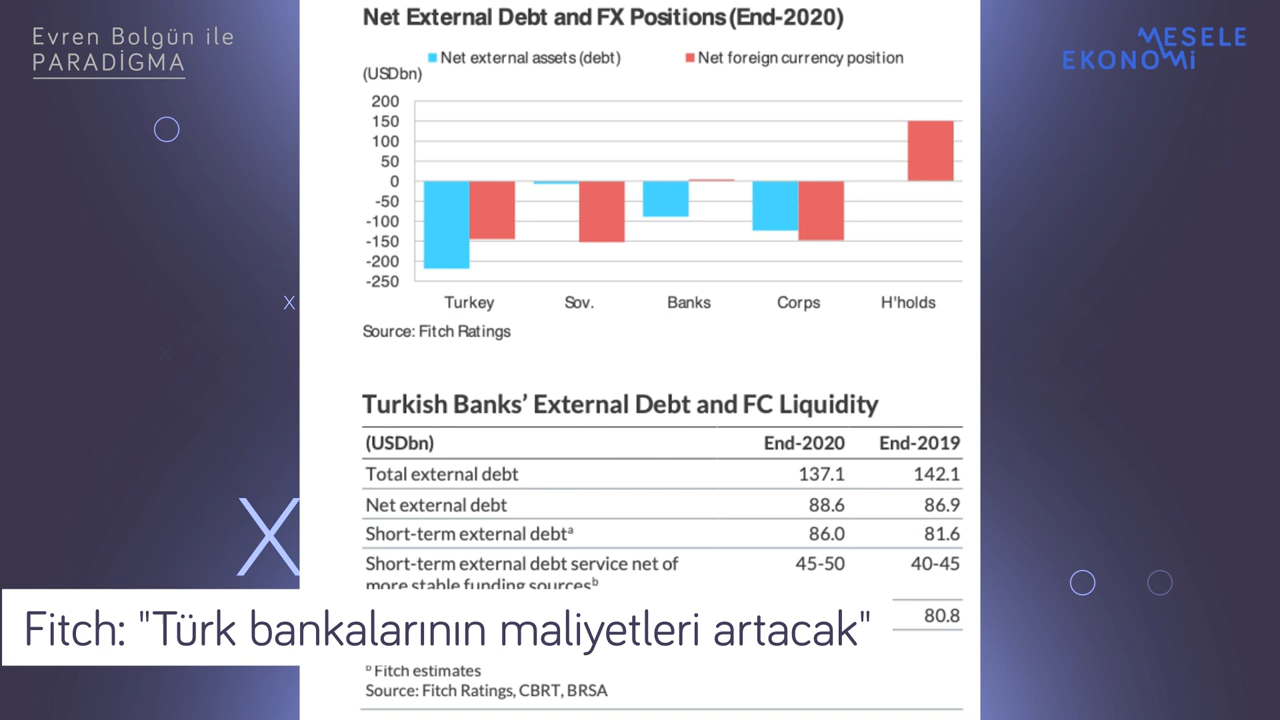 Evren Bolgün ile
PARADİGMA
MESELE
EKONOMİ
Net External Debt and FX Positions (End-2020)
Net external assets (debt) Net foreign currency position
(USDbn)
200
150
100
50
0
-50
-100
-150
-200
-250
Turkey Sov. Banks Corps H'holds
Source: Fitch Ratings
Turkish Banks' External Debt and FC Liquidity
(USDbn) End-2020 End-2019
Total external debt 137.1 142.1
Net external debt 88.6 86.9
Short-term external debtᵃ 86.0 81.6
Short-term external debt service net of 45-50 40-45
more stable funding sourcesᵇ
80.8
Fitch: "Türk bankalarının maliyetleri artacak"
ᵇ Fitch estimates
Source: Fitch Ratings, CBRT, BRSA